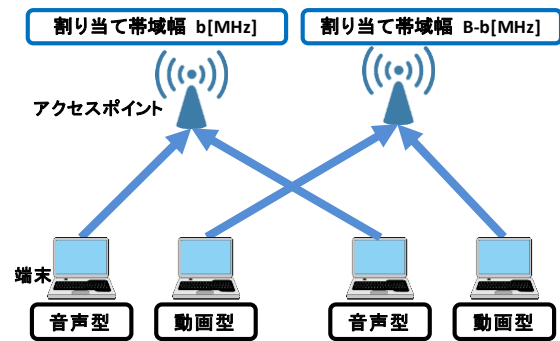 割り当て帯域幅 b[MHz]
割り当て帯域幅 B-b[MHz]
アクセスポイント
端末
音声型
動画型
音声型
動画型